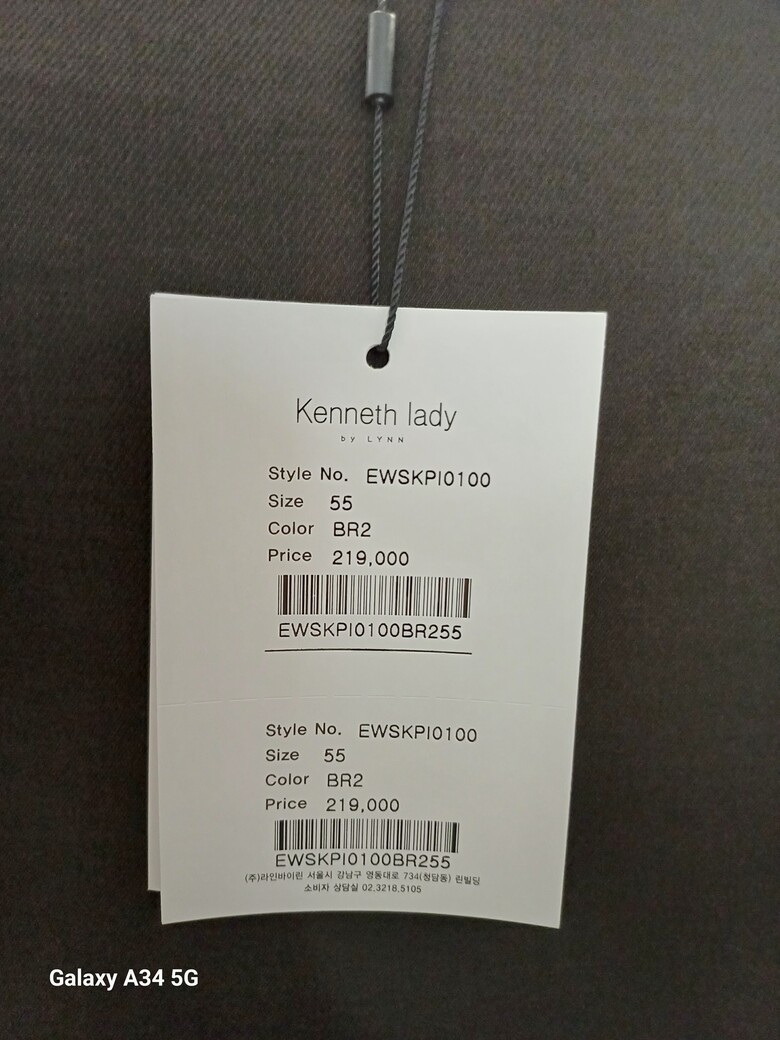 Kenneth lady
by LYNN
Style No. EWSKPI0100
Size 55
Color BR2
Price 219,000
EWSKPI0100BR255
Style No. EWSKPI0100
Size 55
Color BR2
Price 219,000
EWSKPI0100BR255
(주)라인바이린 서울시 강남구 영동대로 734(청담동) 린빌딩
소비자 상담실 02.3218.5105
Galaxy A34 5G